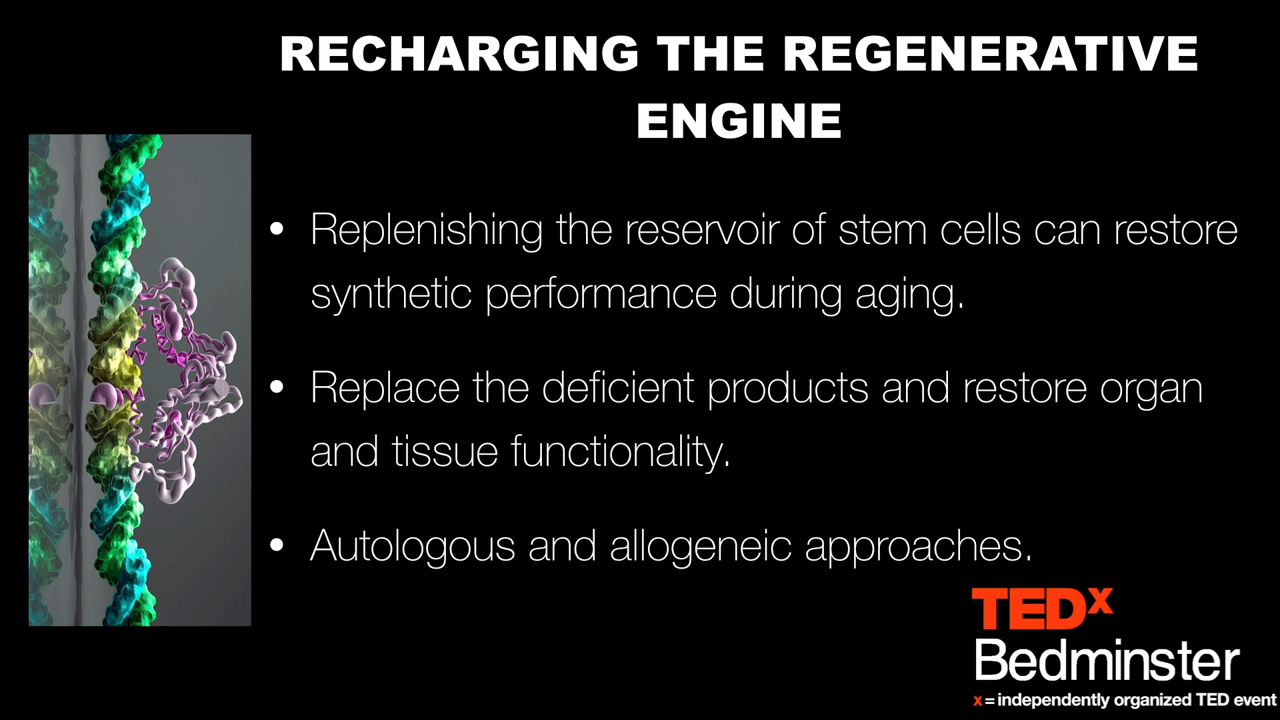 RECHARGING THE REGENERATIVE
ENGINE
• Replenishing the reservoir of stem cells can restore
synthetic performance during aging.
• Replace the deficient products and restore organ
and tissue functionality.
• Autologous and allogeneic approaches.
TEDx
Bedminster
x = independently organized TED event